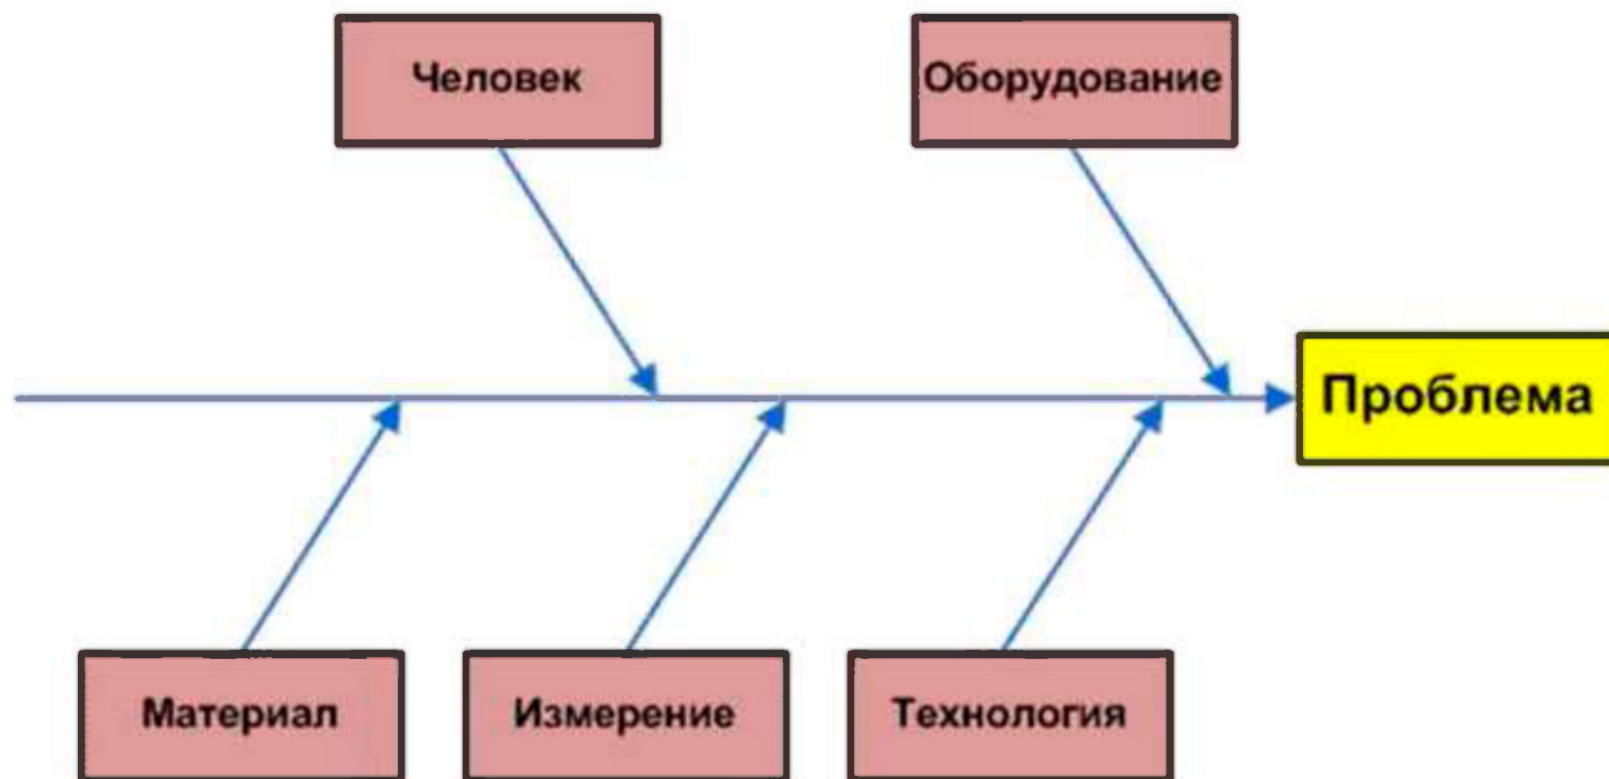 Человек
Оборудование
Проблема
Материал
Измерение
Технология